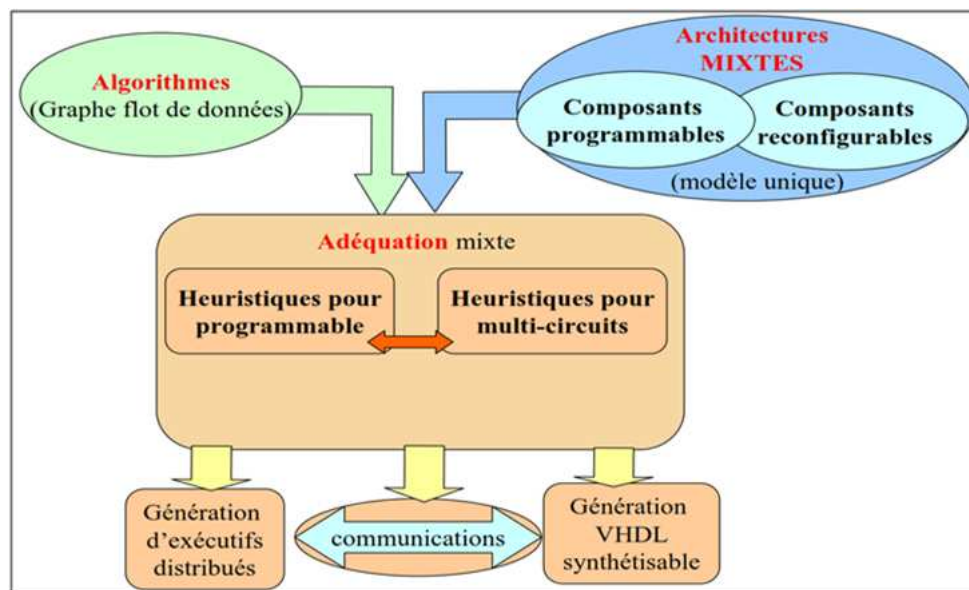 Algorithmes
(Graphe flot de données)
Architectures
MIXTES
Composants
programmables
Composants
reconfigurables
(modèle unique)
Adéquation mixte
Heuristiques pour
programmable
Heuristiques pour
multi-circuits
Génération
d’exécutifs
distribués
communications
Génération
VHDL
synthétisable